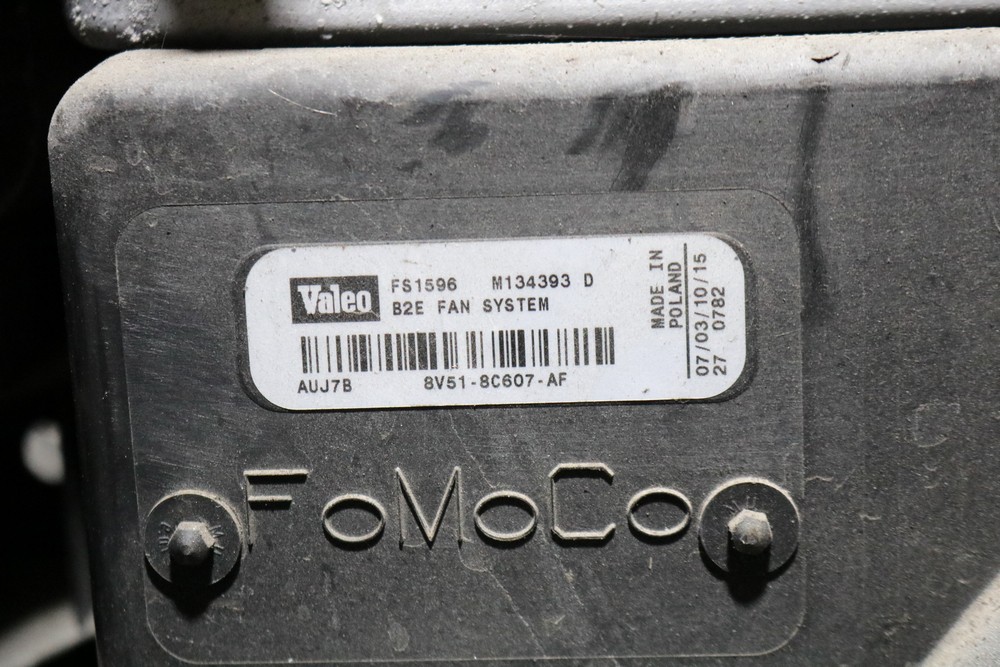 Valeo
FS1596 M134393 D
B2E FAN SYSTEM
AUJ7B 8V51-8C607-AF
MADE IN
POLAND
07/03/10/15
27 0782
FoMoCo
C